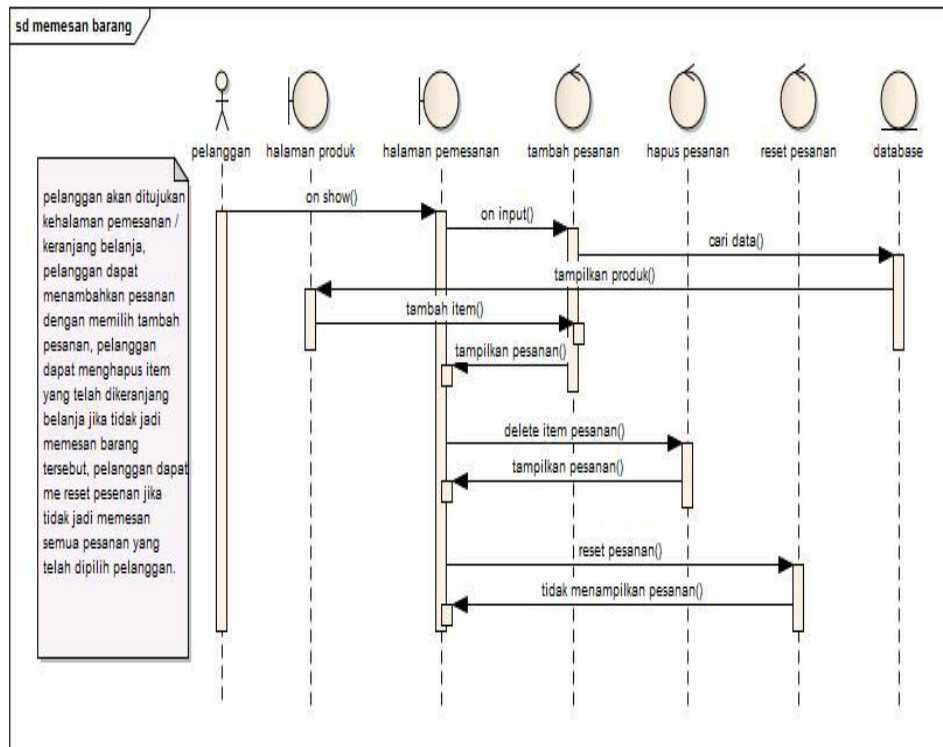 sd memesan barang
pelanggan
halaman produk
halaman pemesanan
tambah pesanan
hapus pesanan
reset pesanan
database
pelanggan akan ditujukan
kehalaman pemesanan /
keranjang belanja,
pelanggan dapat
menambahkan pesanan
dengan memilih tambah
pesanan, pelanggan
dapat menghapus item
yang telah dikeranjang
belanja jika tidak jadi
memesan barang
tersebut, pelanggan dapat
me reset pesenan jika
tidak jadi memesan
semua pesanan yang
telah dipilih pelanggan.
on show()
on input()
cari data()
tampilkan produk()
tambah item()
tampilkan pesanan()
delete item pesanan()
tampilkan pesanan()
reset pesanan()
tidak menampilkan pesanan()